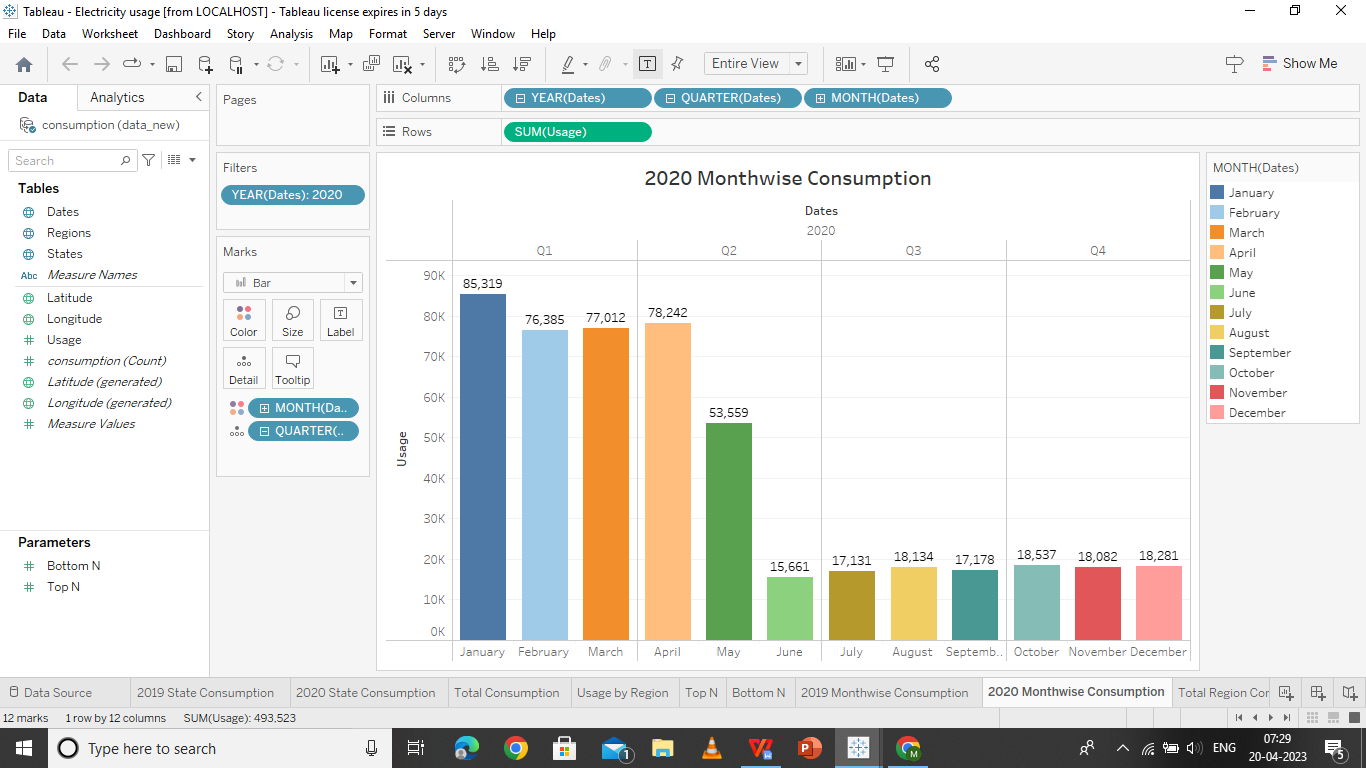 Tableau - Electricity usage [from LOCALHOST] - Tableau license expires in 5 days
File Data Worksheet Dashboard Story Analysis Map Format Server Window Help
Entire View
Show Me
Data Analytics
consumption (data_new)
Search
Tables
Dates
Regions
States
Abc Measure Names
Latitude
Longitude
Usage
consumption (Count)
Latitude (generated)
Longitude (generated)
Measure Values
Parameters
Bottom N
Top N
Pages
Filters
YEAR(Dates): 2020
Marks
Bar
Color Size Label
Detail Tooltip
MONTH(Da..
QUARTER(..
Columns YEAR(Dates) QUARTER(Dates) MONTH(Dates)
Rows SUM(Usage)
2020 Monthwise Consumption
Dates
2020
Q1 Q2 Q3 Q4
90K
80K
70K
60K
50K
40K
30K
20K
10K
0K
Usage
85,319 76,385 77,012 78,242 53,559 15,661 17,131 18,134 17,178 18,537 18,082 18,281
January February March April May June July August Septemb.. October November December
MONTH(Dates)
January
February
March
April
May
June
July
August
September
October
November
December
Data Source 2019 State Consumption 2020 State Consumption Total Consumption Usage by Region Top N Bottom N 2019 Monthwise Consumption 2020 Monthwise Consumption Total Region Cor
12 marks 1 row by 12 columns SUM(Usage): 493,523
Type here to search
1
W
P
M
ENG
07:29
20-04-2023
5